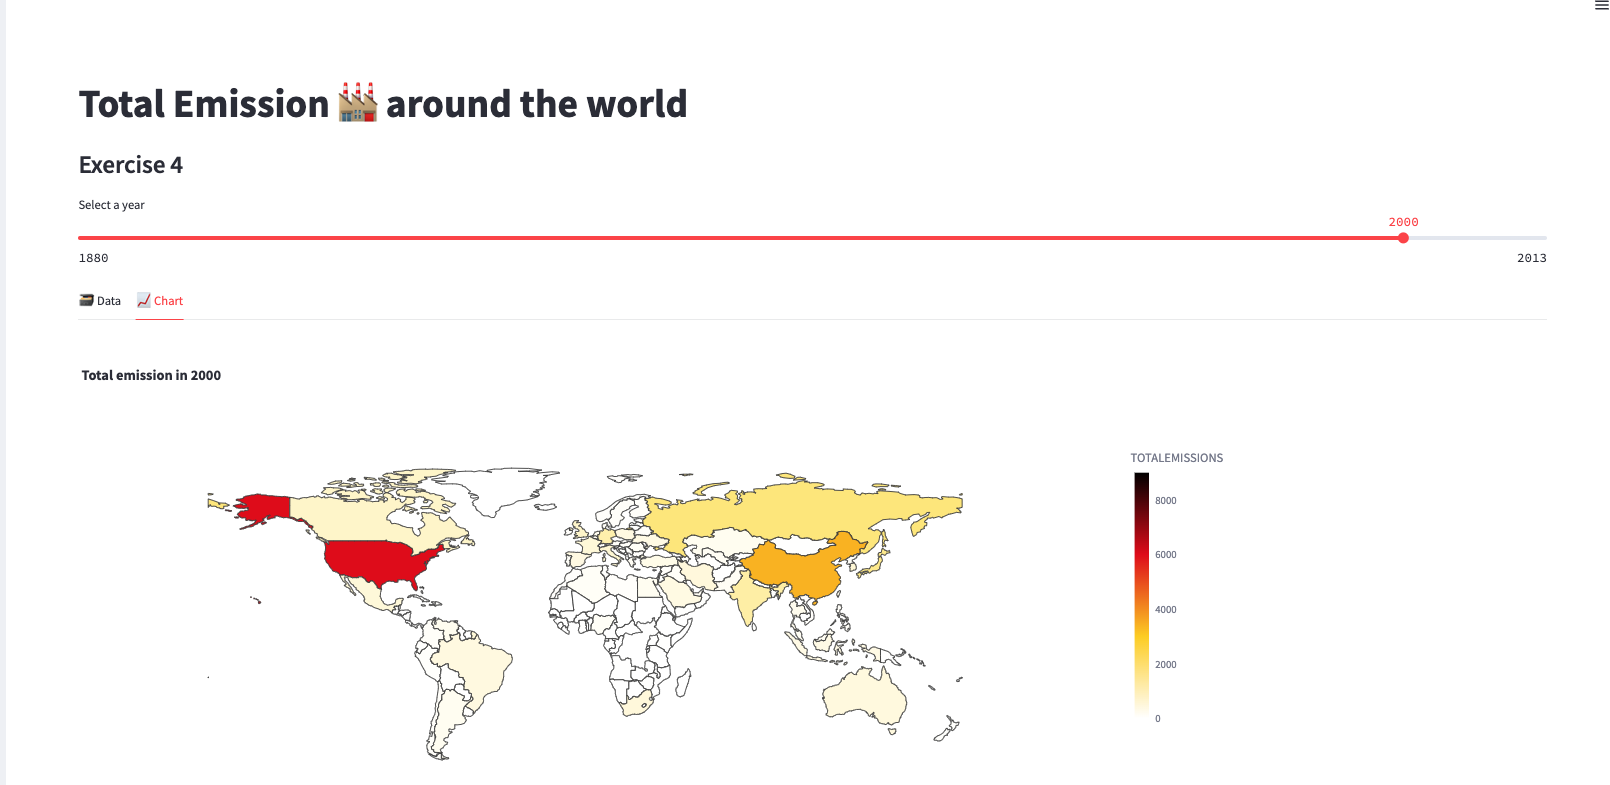 Total Emission 🏭 around the world
Exercise 4
Select a year
2000
1880
2013
🗃 Data
📈 Chart
Total emission in 2000
TOTALEMISSIONS
8000
6000
4000
2000
0